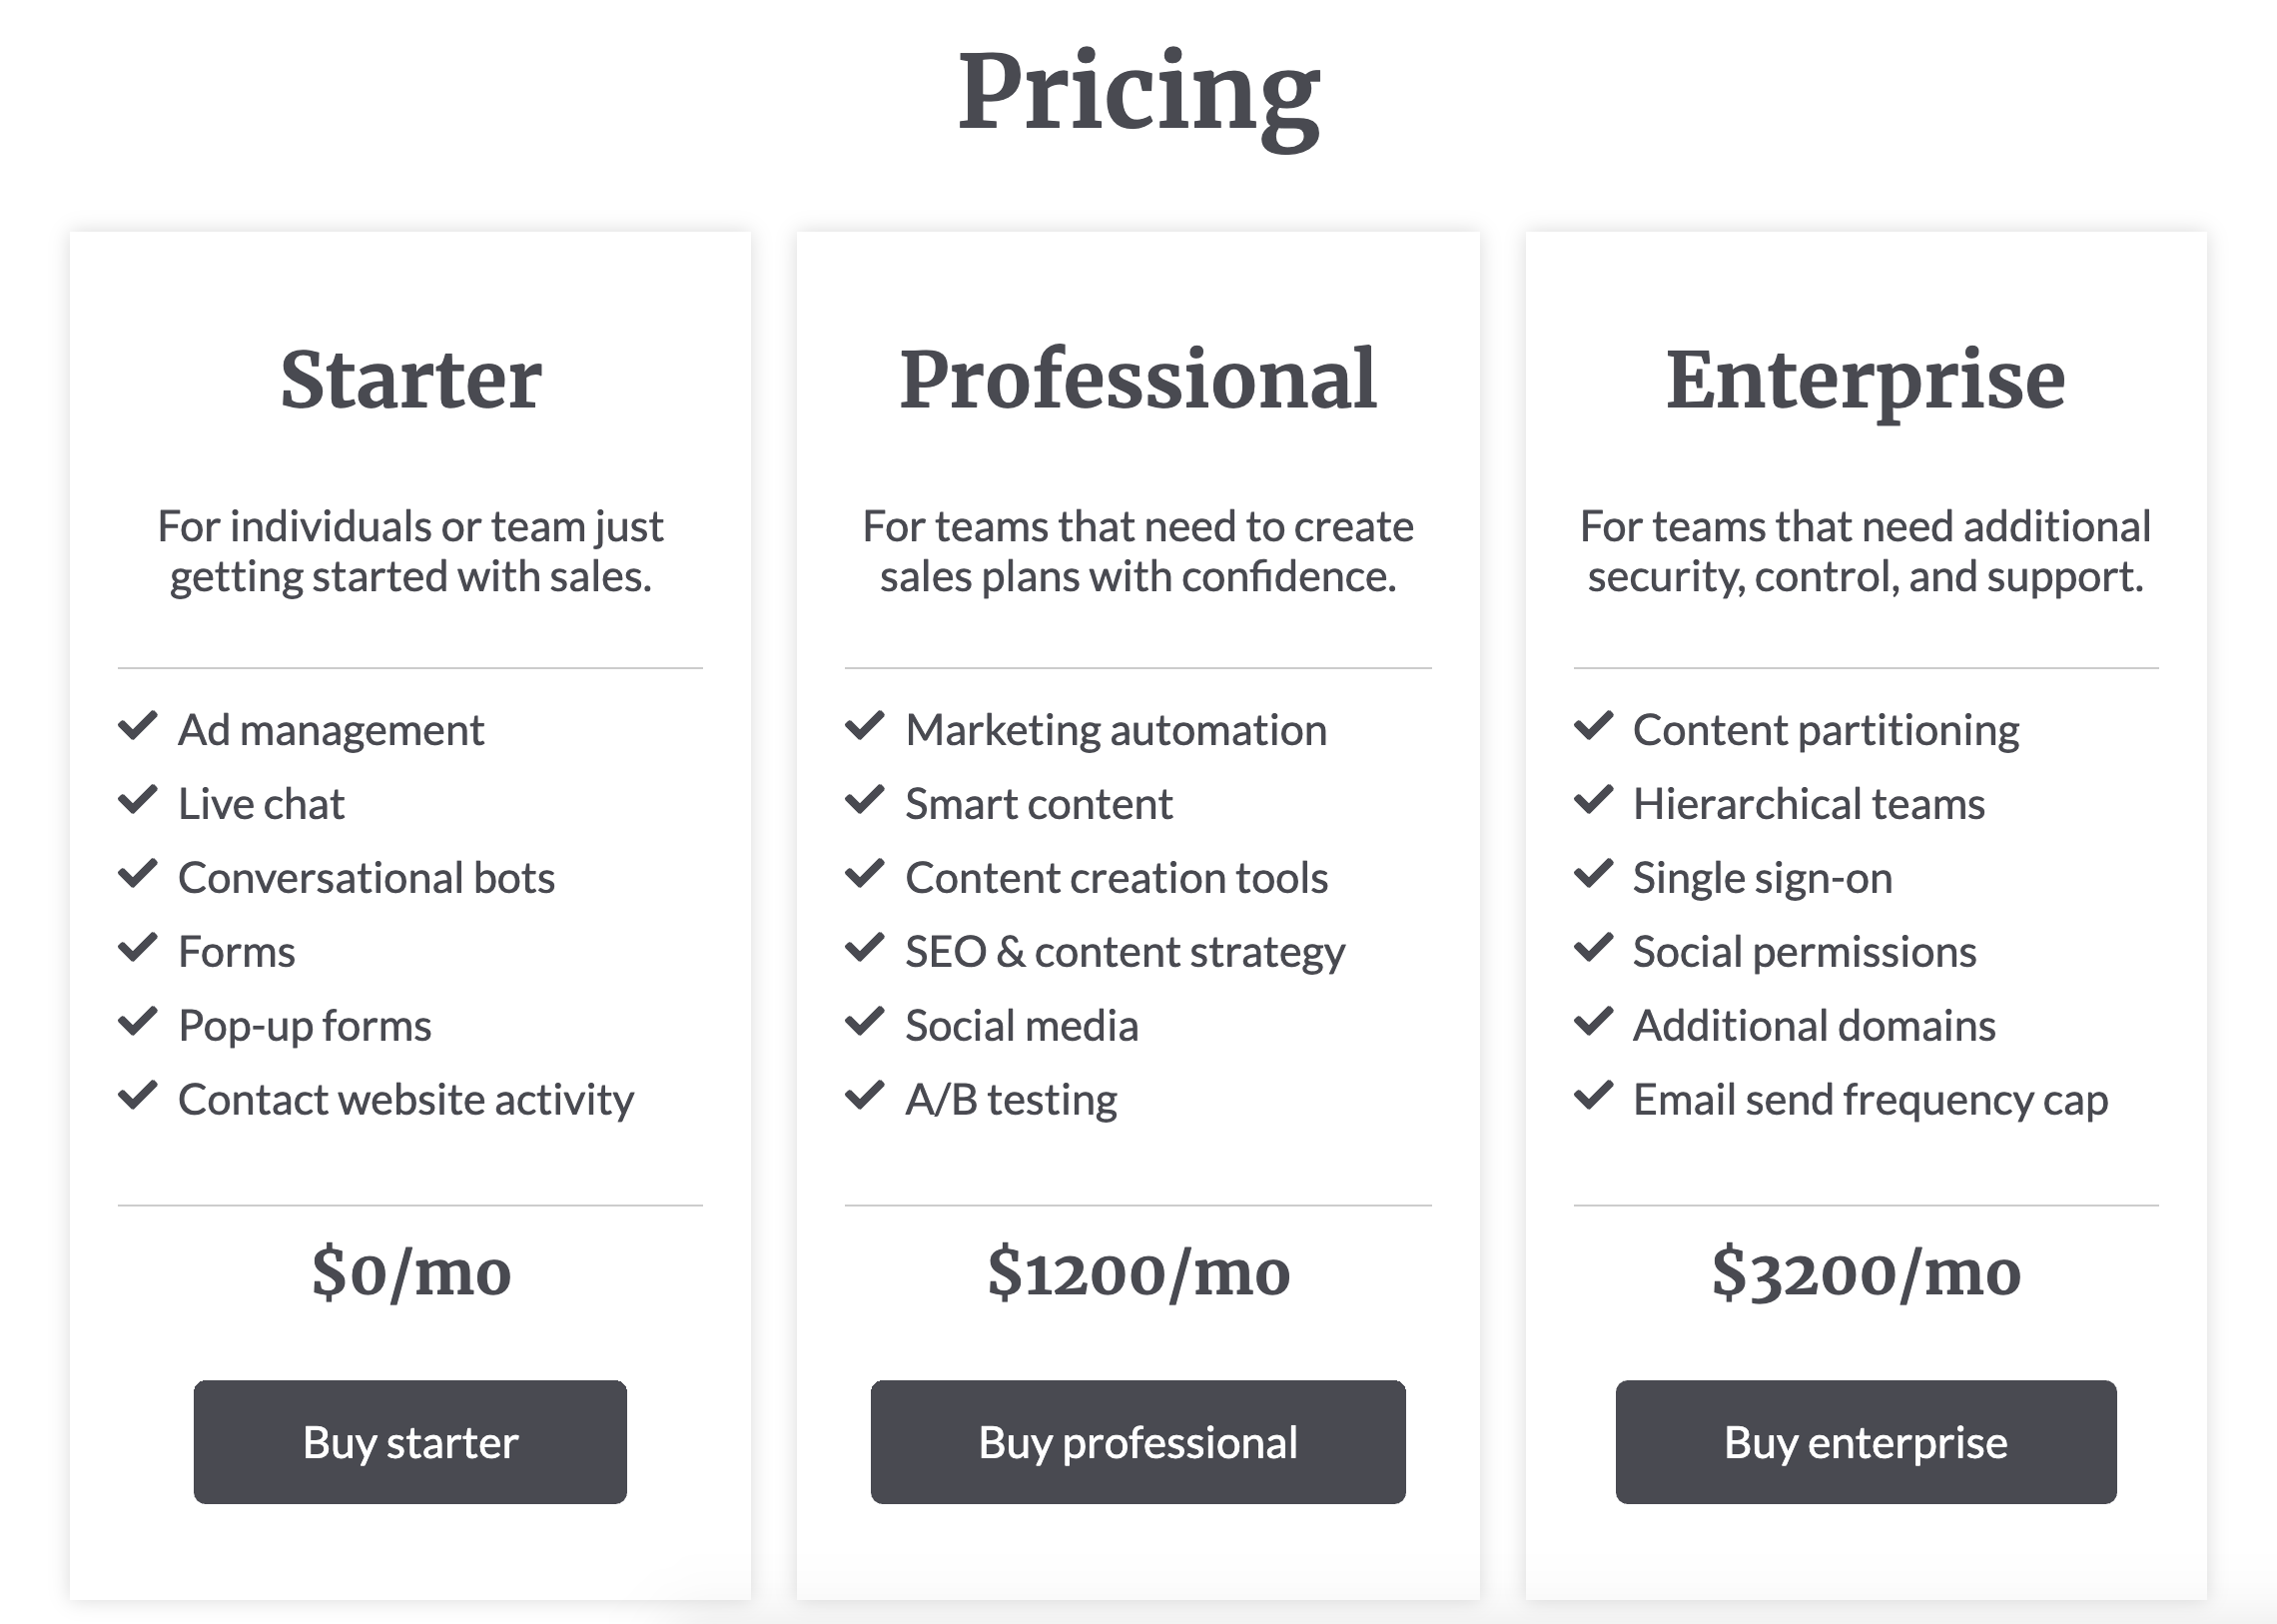 Pricing
Starter
For individuals or team just
getting started with sales.
Ad management
Live chat
Conversational bots
Forms
Pop-up forms
Contact website activity
$0/mo
Buy starter
Professional
For teams that need to create
sales plans with confidence.
Marketing automation
Smart content
Content creation tools
SEO & content strategy
Social media
A/B testing
$1200/mo
Buy professional
Enterprise
For teams that need additional
security, control, and support.
Content partitioning
Hierarchical teams
Single sign-on
Social permissions
Additional domains
Email send frequency cap
$3200/mo
Buy enterprise